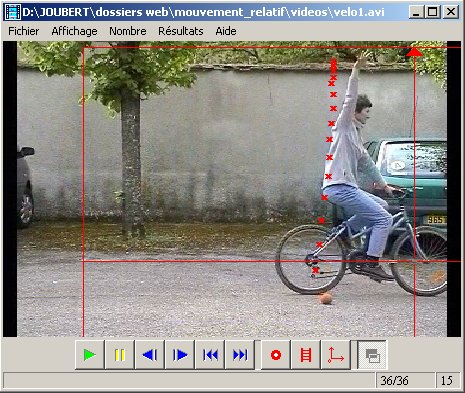 D:\JOUBERT\dossiers web\mouvement_relatif\videos\velo1.avi
Fichier Affichage Nombre Résultats Aide
36/36 15